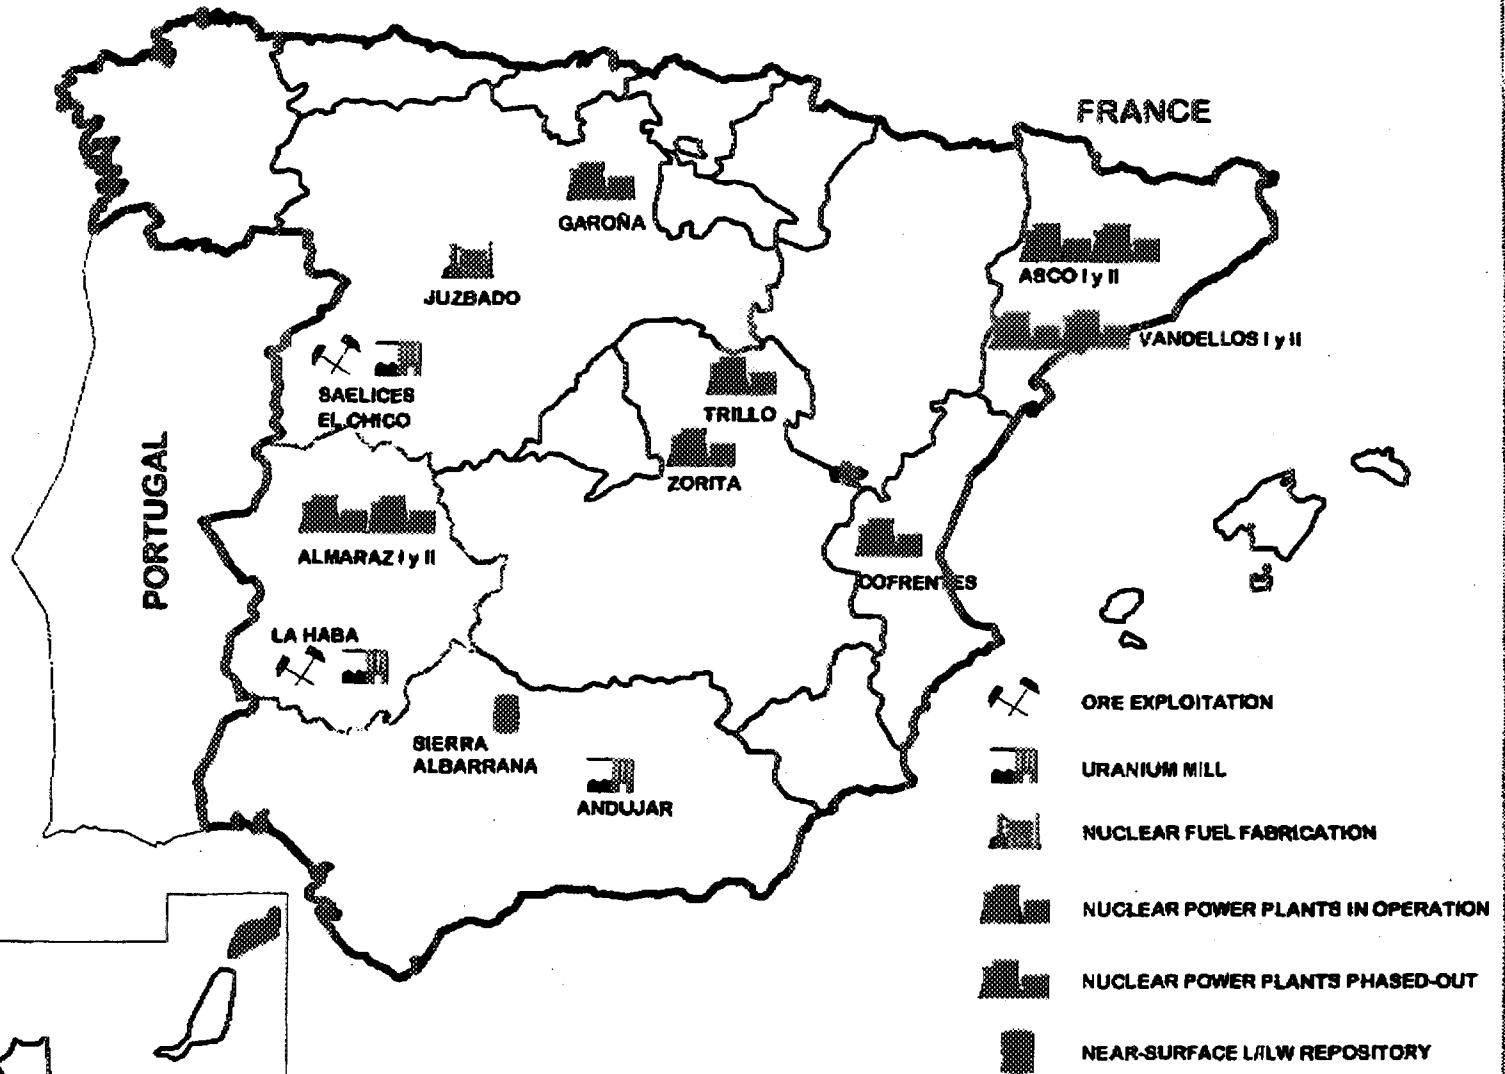 FRANCE
GAROÑA
ASCO I y II
JUZBADO
VANDELLOS I y II
SAELICES
EL CHICO
TRILLO
ZORITA
PORTUGAL
ALMARAZ I y II
COFRENTES
LA HABA
SIERRA
ALBARRANA
ANDUJAR
ORE EXPLOITATION
URANIUM MILL
NUCLEAR FUEL FABRICATION
NUCLEAR POWER PLANTS IN OPERATION
NUCLEAR POWER PLANTS PHASED-OUT
NEAR-SURFACE L/ILW REPOSITORY